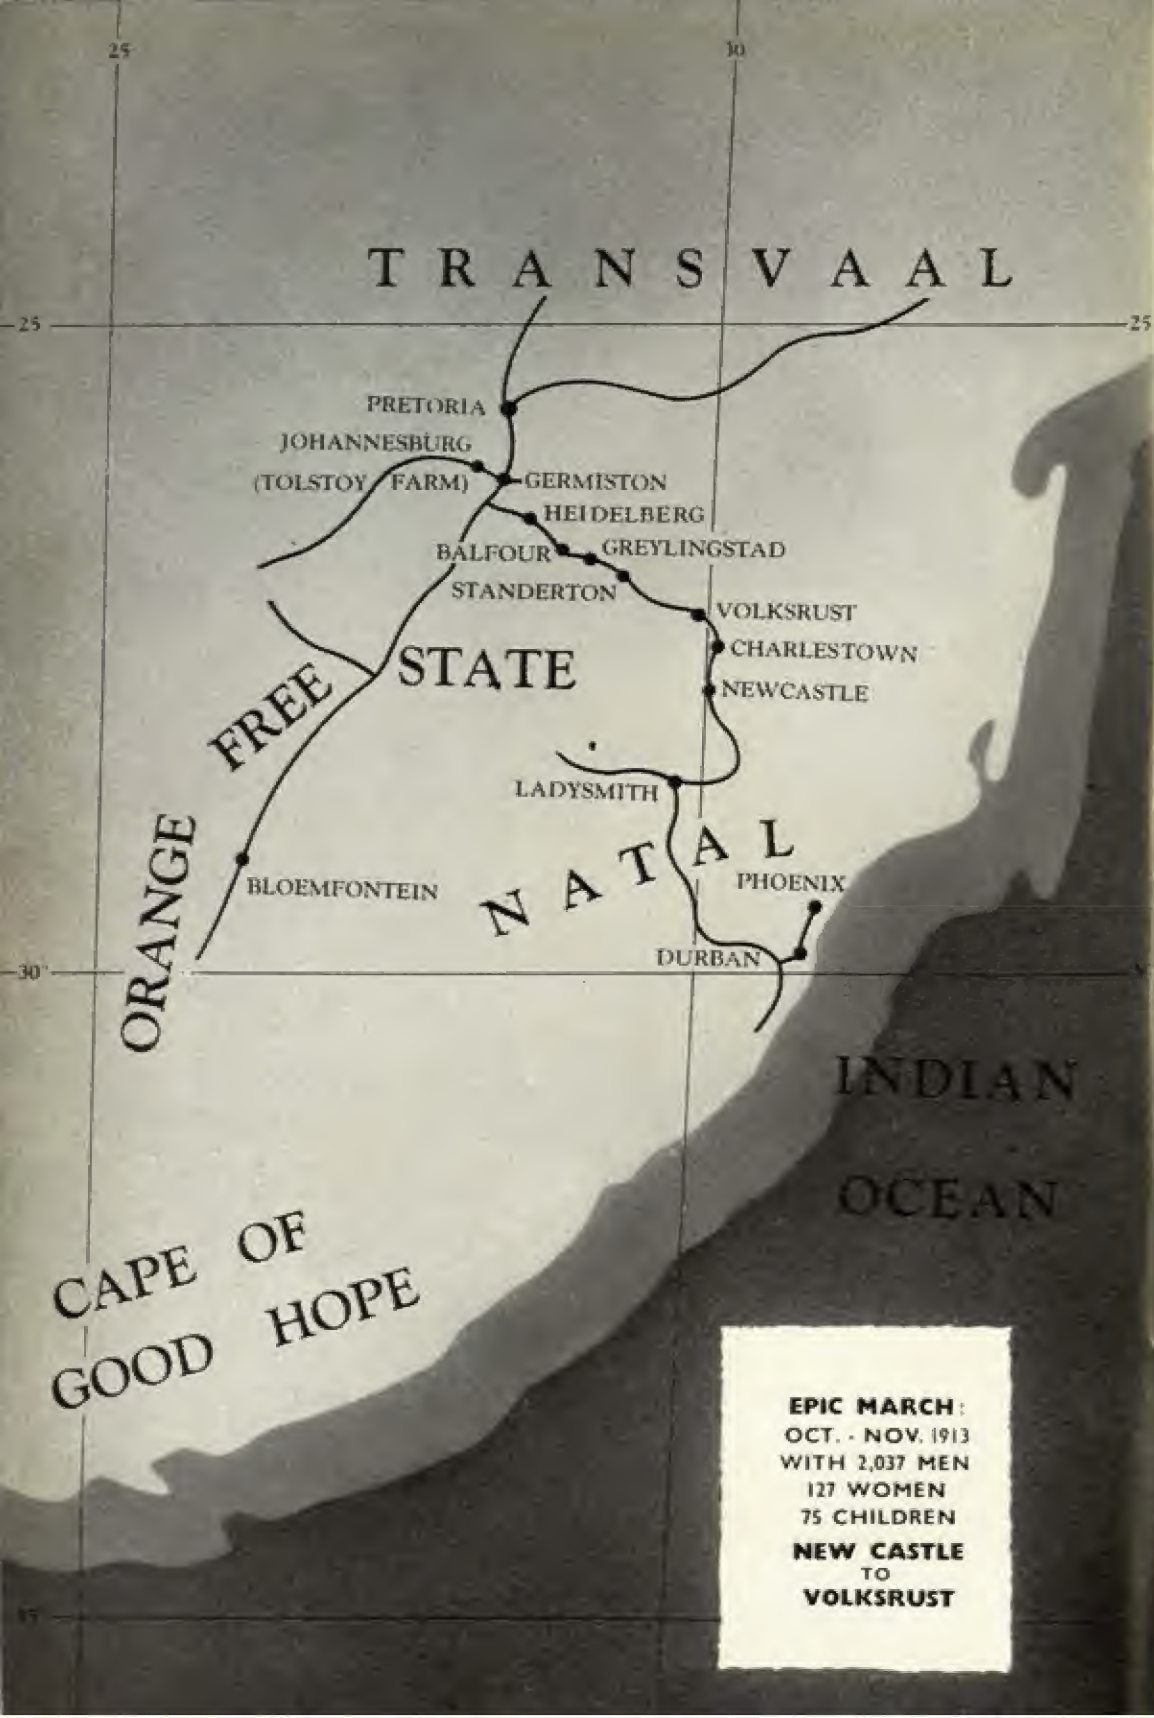 25 30
TRANSVAAL
25 25
PRETORIA
JOHANNESBURG
(TOLSTOY FARM) GERMISTON
HEIDELBERG
BALFOUR GREYLINGSTAD
STANDERTON
VOLKSRUST
CHARLESTOWN
NEWCASTLE
ORANGE FREE STATE
LADYSMITH
NATAL
PHOENIX
BLOEMFONTEIN
DURBAN
30°
INDIAN
OCEAN
CAPE OF
GOOD HOPE
EPIC MARCH:
OCT. - NOV. 1913
WITH 2,037 MEN
127 WOMEN
75 CHILDREN
NEW CASTLE
TO
VOLKSRUST